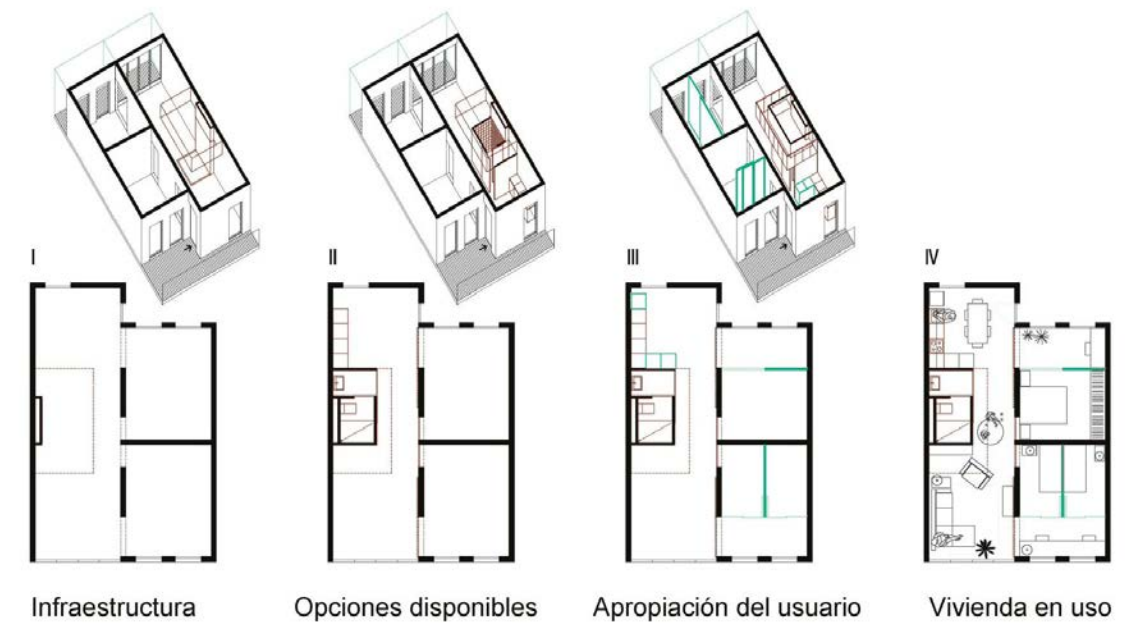 I
II
III
IV
Infraestructura
Opciones disponibles
Apropiación del usuario
Vivienda en uso